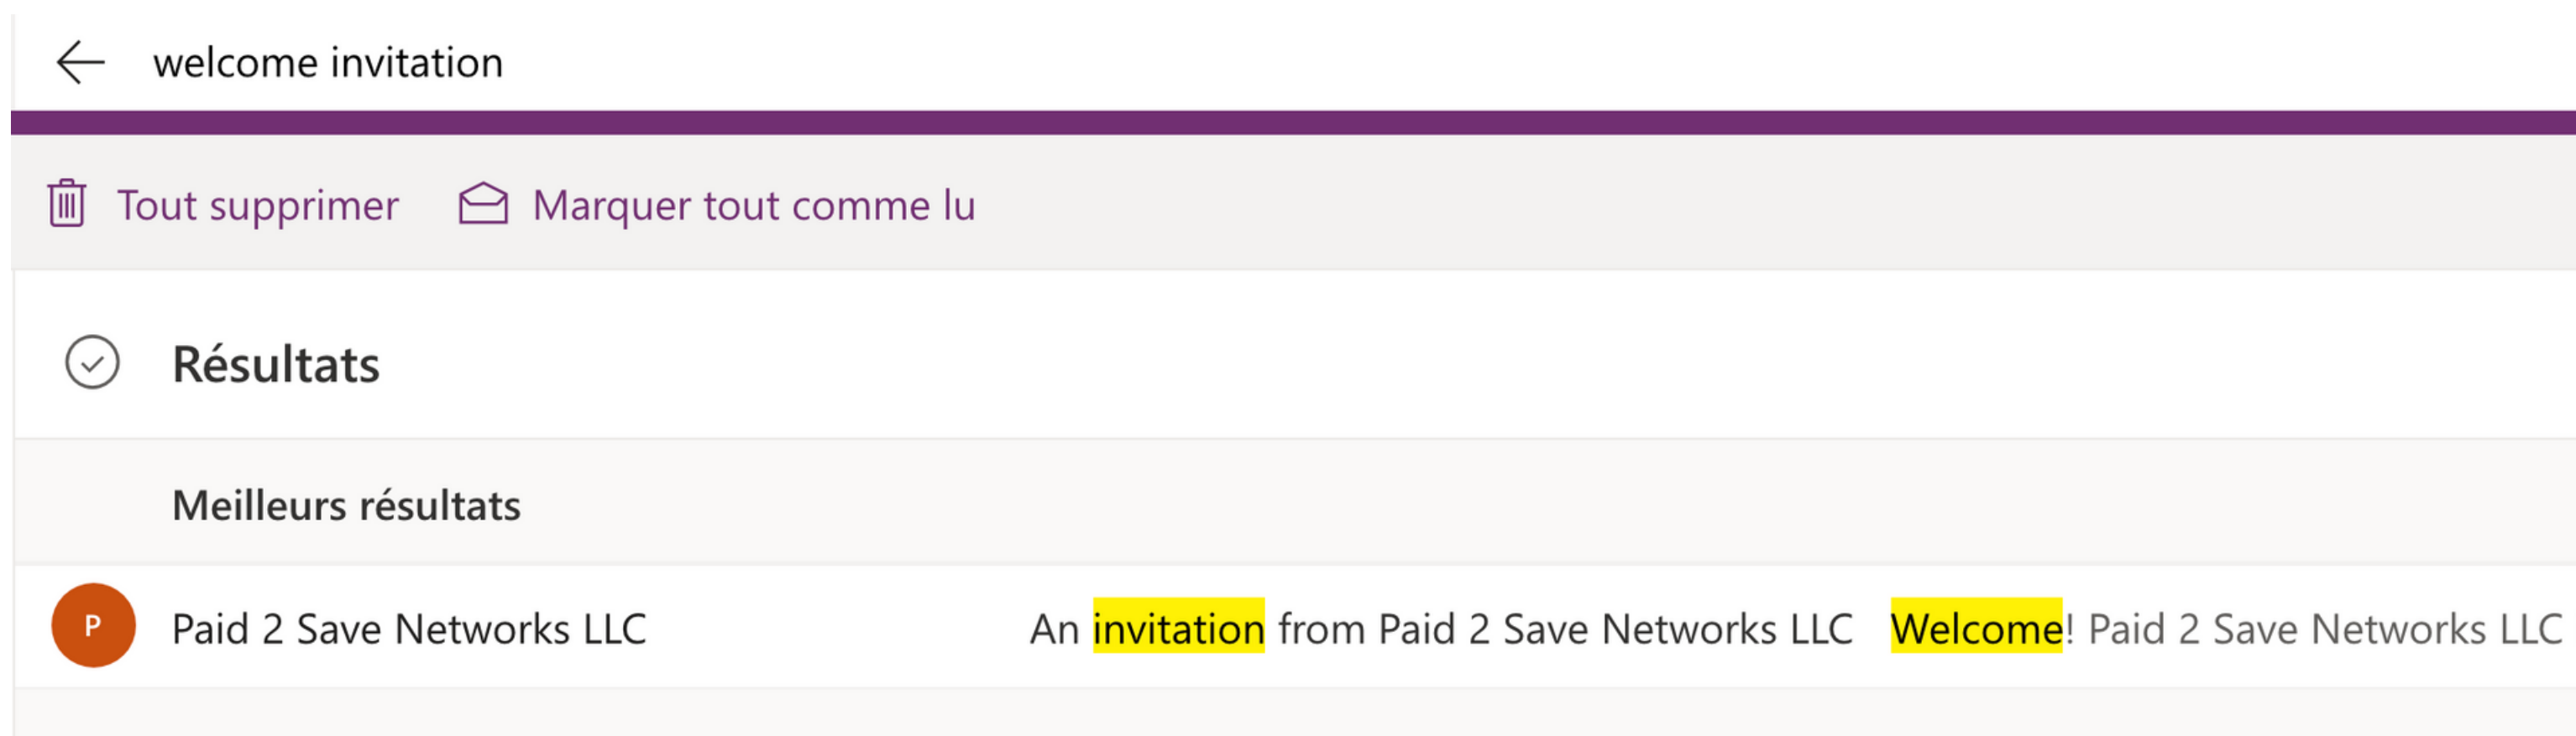 welcome invitation
Tout supprimer Marquer tout comme lu
Résultats
Meilleurs résultats
P Paid 2 Save Networks LLC An invitation from Paid 2 Save Networks LLC Welcome! Paid 2 Save Networks LLC